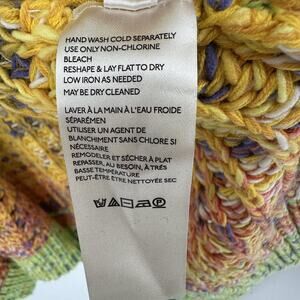 HAND WASH COLD SEPARATELY
USE ONLY NON-CHLORINE
BLEACH
RESHAPE & LAY FLAT TO DRY
LOW IRON AS NEEDED
MAY BE DRY CLEANED
LAVER À LA MAIN À L'EAU FROIDE
SÉPARÉMEN
UTILISER UN AGENT DE
BLANCHIMENT SANS CHLORE SI
NÉCESSAIRE
REMODELER ET SÉCHER À PLAT
REPASSER, AU BESOIN, À TRÈS
BASSE TEMPÉRATURE
PEUT-ÊTRE ÊTRE NETTOYÉE SEC